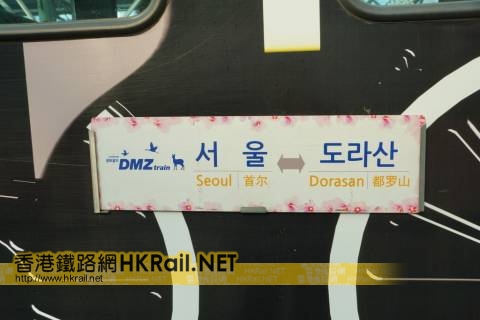 서 울 도라산
DMZ train
Seoul 首尔 Dorasan 都罗山
香港鐵路網HKRail.NET
http://www.hkrail.net